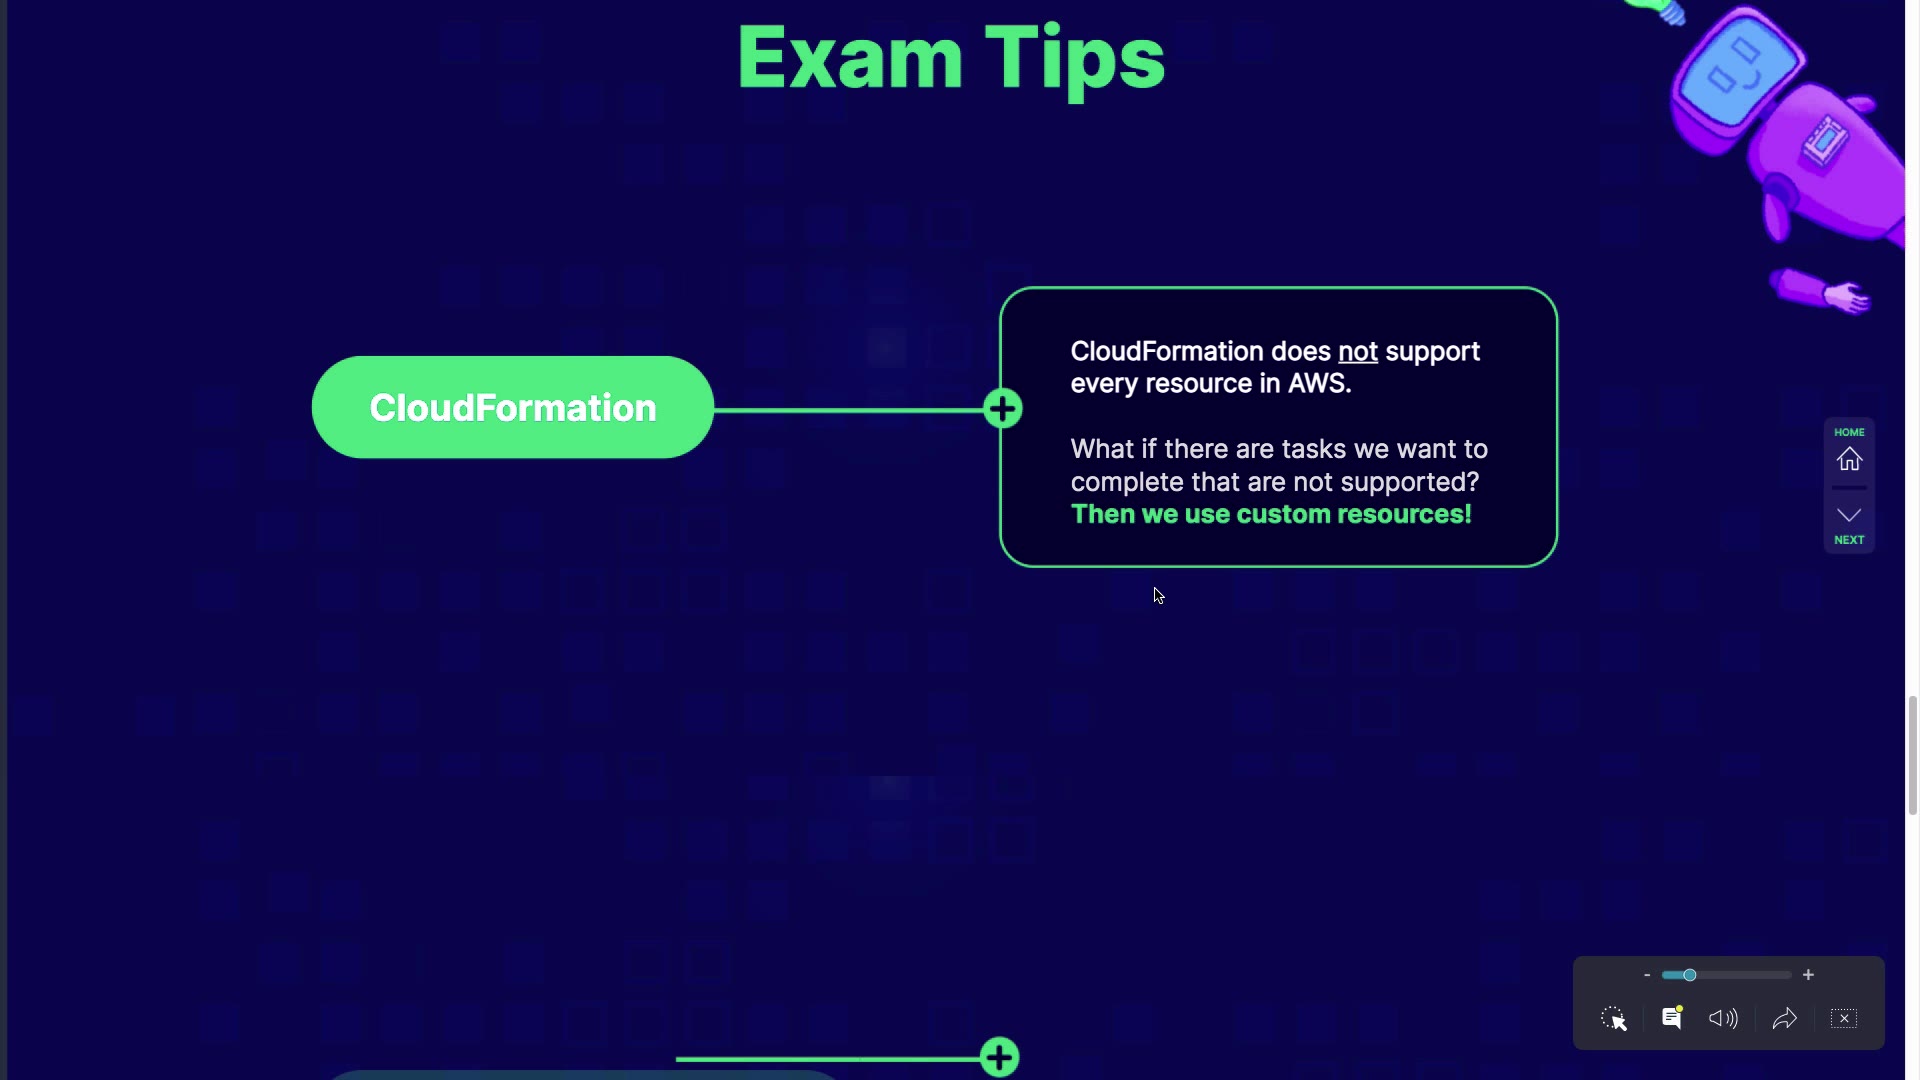 Exam Tips
CloudFormation
CloudFormation does not support
every resource in AWS.
What if there are tasks we want to
complete that are not supported?
Then we use custom resources!
HOME
NEXT